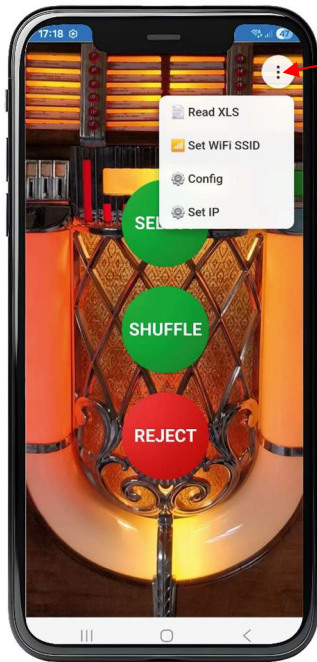 17:18
47
Read XLS
Set WiFi SSID
Config
Set IP
SHUFFLE
REJECT